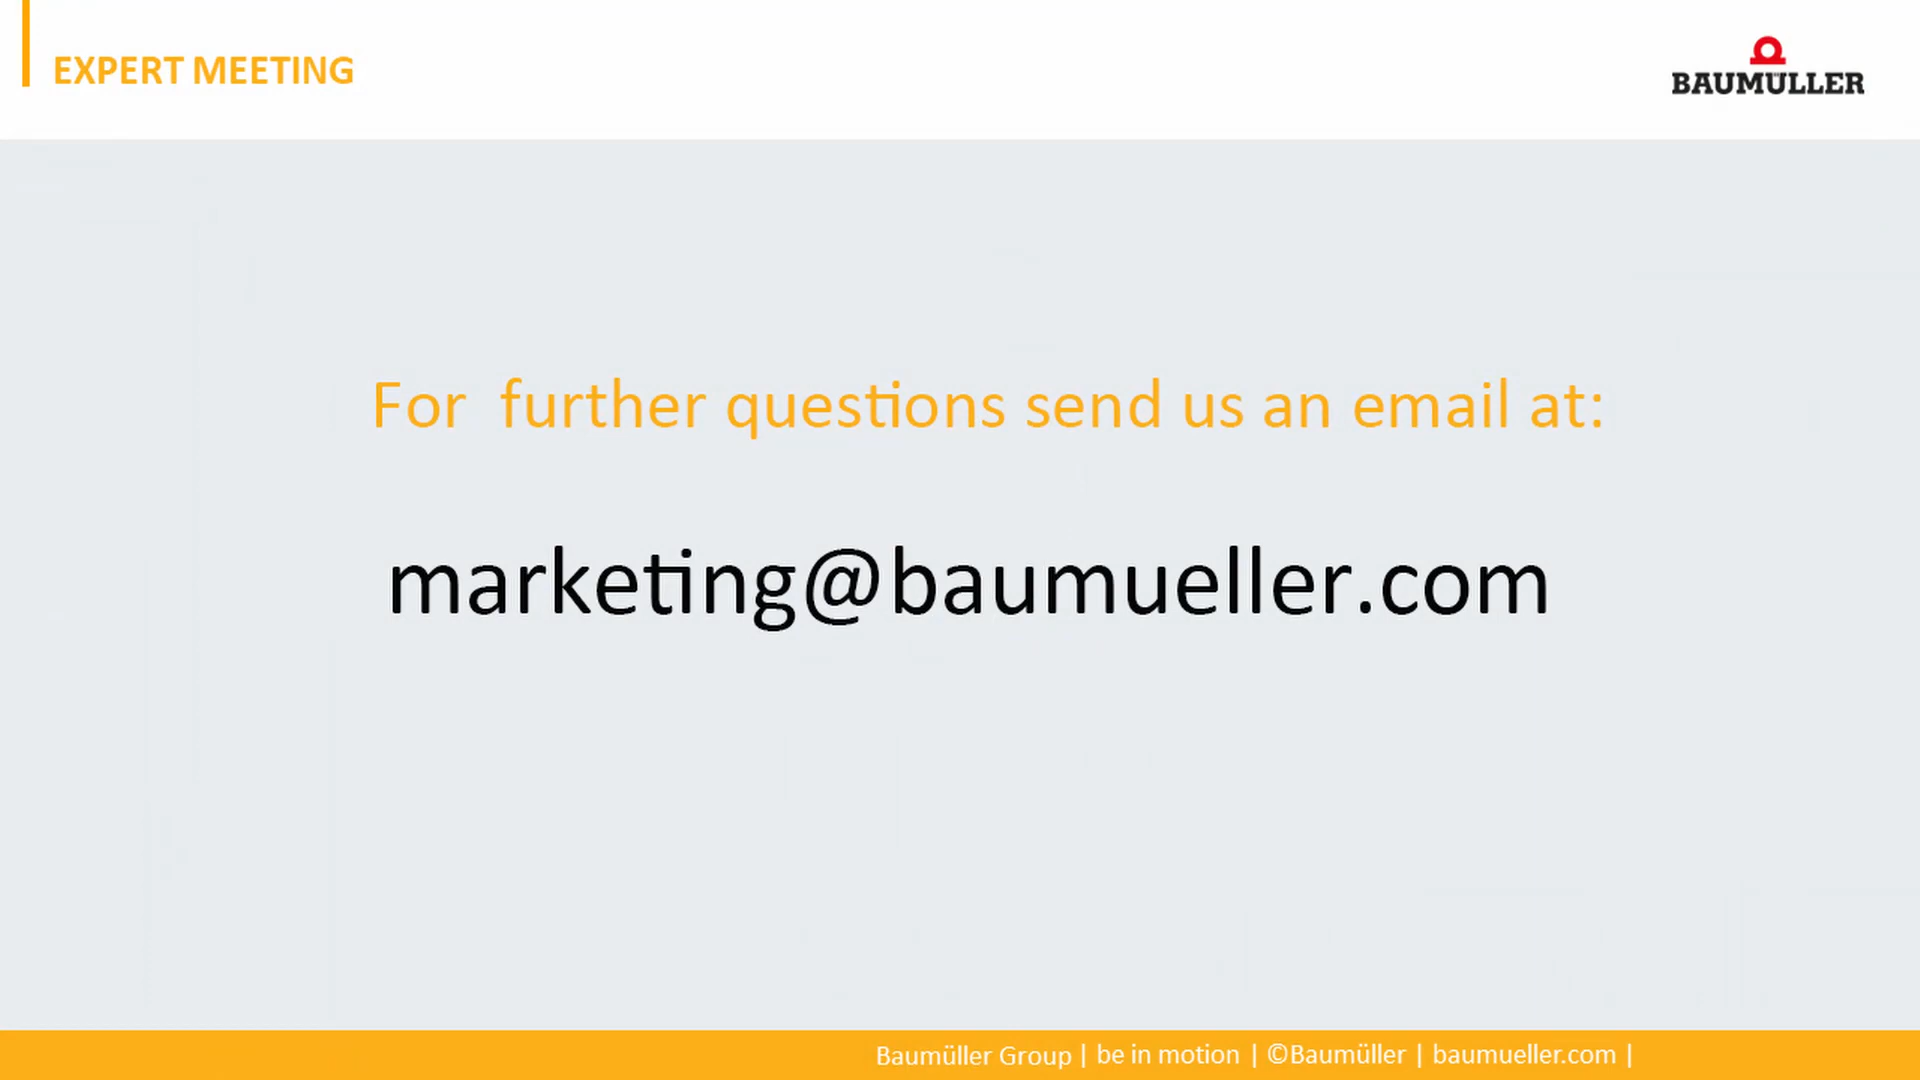 EXPERT MEETING
BAUMÜLLER
For  further questions send us an email at:
marketing@baumueller.com
Baumüller Group | be in motion | ©Baumüller | baumueller.com |